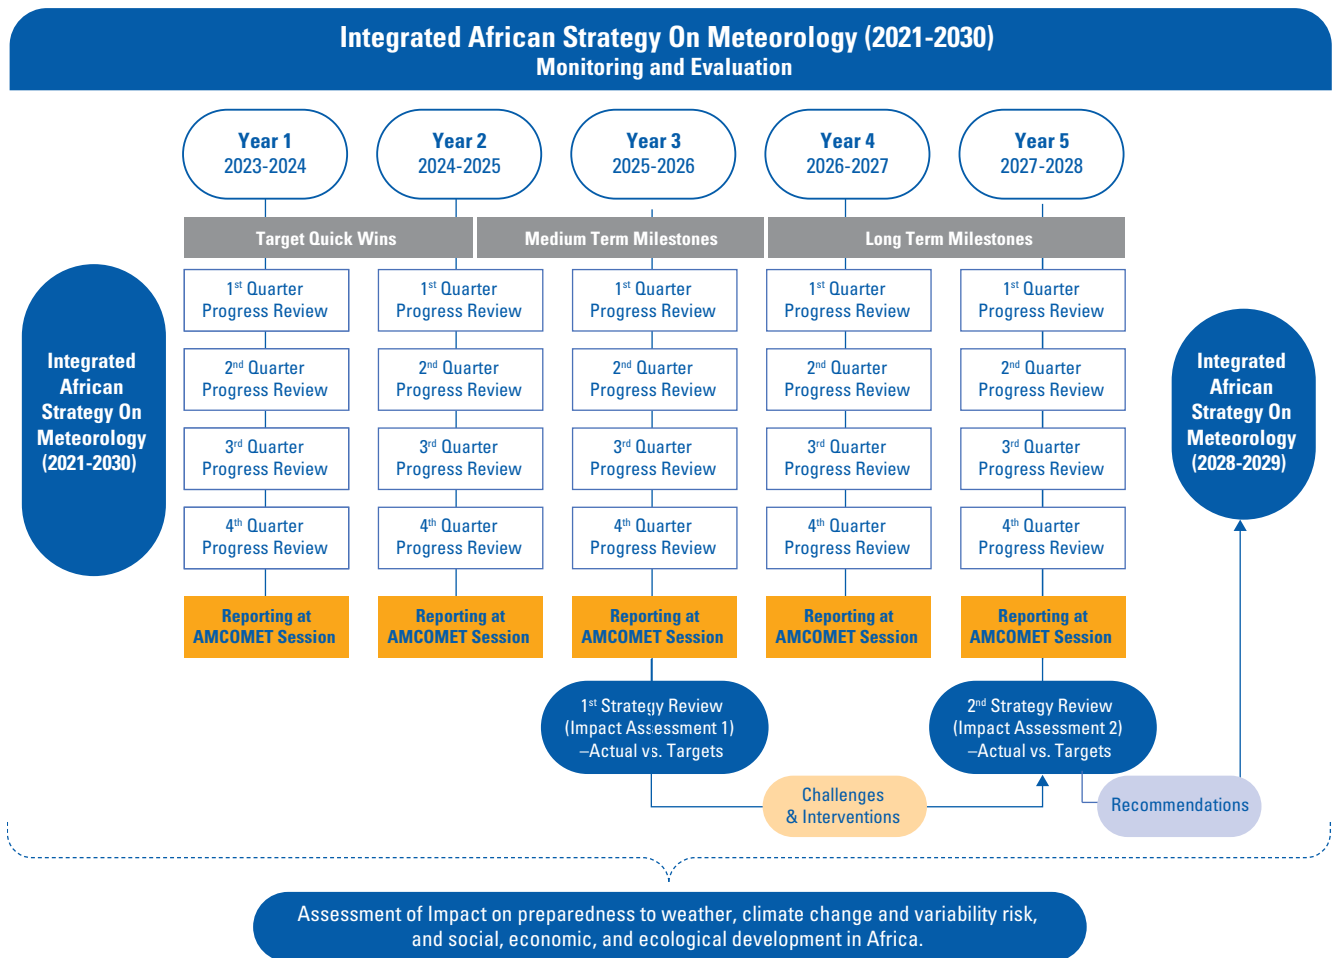 Integrated African Strategy On Meteorology (2021-2030)
Monitoring and Evaluation
Year 1
2023-2024
Year 2
2024-2025
Year 3
2025-2026
Year 4
2026-2027
Year 5
2027-2028
Target Quick Wins
Medium Term Milestones
Long Term Milestones
Integrated
African
Strategy On
Meteorology
(2021-2030)
1st Quarter
Progress Review
1st Quarter
Progress Review
1st Quarter
Progress Review
1st Quarter
Progress Review
1st Quarter
Progress Review
2nd Quarter
Progress Review
2nd Quarter
Progress Review
2nd Quarter
Progress Review
2nd Quarter
Progress Review
2nd Quarter
Progress Review
3rd Quarter
Progress Review
3rd Quarter
Progress Review
3rd Quarter
Progress Review
3rd Quarter
Progress Review
3rd Quarter
Progress Review
4th Quarter
Progress Review
4th Quarter
Progress Review
4th Quarter
Progress Review
4th Quarter
Progress Review
4th Quarter
Progress Review
Integrated
African
Strategy On
Meteorology
(2028-2029)
Reporting at
AMCOMET Session
Reporting at
AMCOMET Session
Reporting at
AMCOMET Session
Reporting at
AMCOMET Session
Reporting at
AMCOMET Session
1st Strategy Review
(Impact Assessment 1)
–Actual vs. Targets
2nd Strategy Review
(Impact Assessment 2)
–Actual vs. Targets
Challenges
& Interventions
Recommendations
Assessment of Impact on preparedness to weather, climate change and variability risk,
and social, economic, and ecological development in Africa.